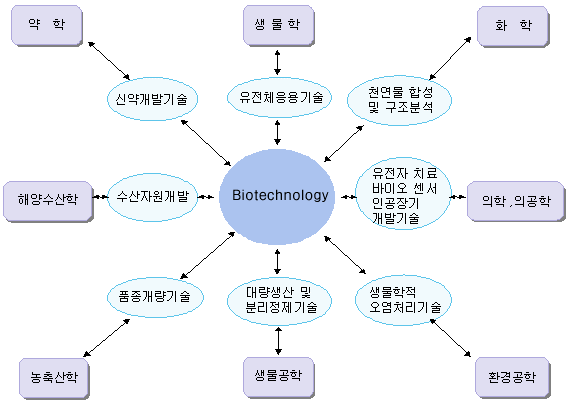 약 학
생 물 학
화 학
신약개발기술
유전체응용기술
천연물 합성
및 구조분석
해양수산학
수산자원개발
Biotechnology
유전자 치료
바이오 센서
인공장기
개발기술
의학 ,의공학
품종개량기술
대량생산 및
분리정제기술
생물학적
오염처리기술
농축산학
생물공학
환경공학